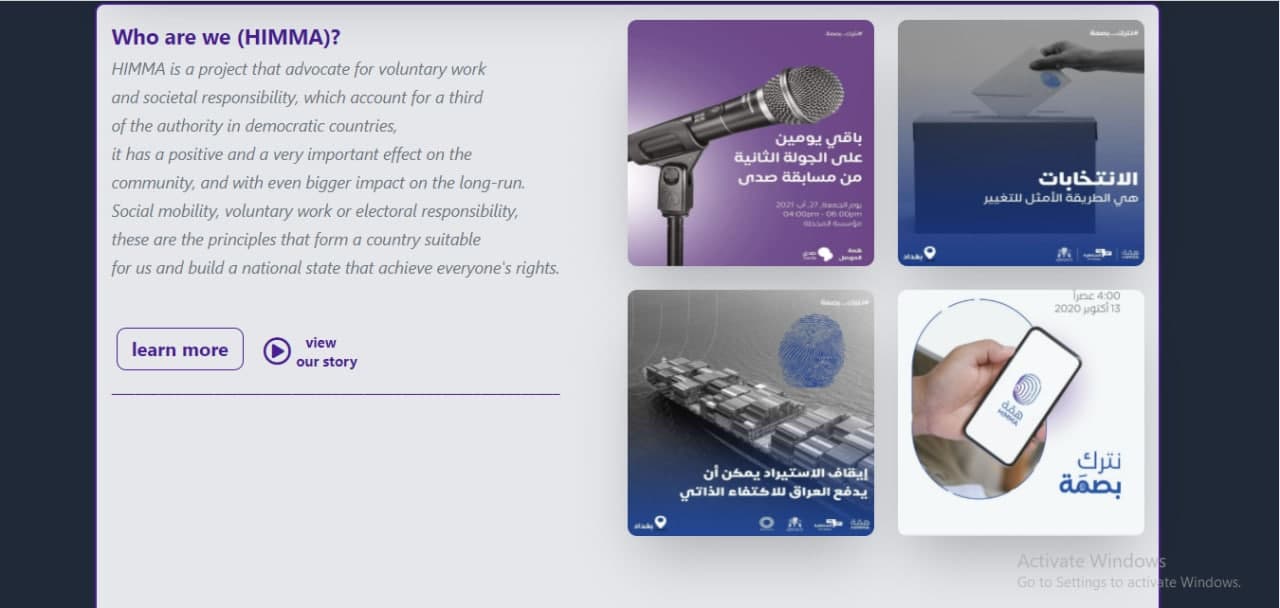 Who are we (HIMMA)?
HIMMA is a project that advocate for voluntary work
and societal responsibility, which account for a third
of the authority in democratic countries,
it has a positive and a very important effect on the
community, and with even bigger impact on the long-run.
Social mobility, voluntary work or electoral responsibility,
these are the principles that form a country suitable
for us and build a national state that achieve everyone's rights.
learn more
view
our story
#نترك_بصمة
باقي يومين
على الجولة الثانية
من مسابقة صدى
يوم الجمعة, 27, آب, 2021
04:00pm - 06:00pm
همة
الموصل
#نترك_بصمة
الانتخابات
هي الطريقة الأمثل للتغيير
بغداد
همة
#نترك_بصمة
إيقاف الاستيراد يمكن أن
يدفع العراق للاكتفاء الذاتي
بغداد
همة
4:00 عصراً
13 أكتوبر 2020
همة
HIMMA
نترك
بصمَة
Activate Windows
Go to Settings to activate Windows.